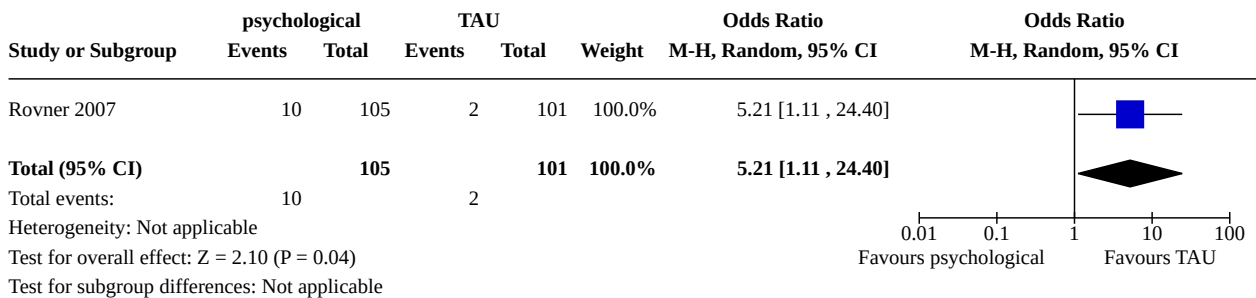 psychological TAU Odds Ratio Odds Ratio
Study or Subgroup Events Total Events Total Weight M-H, Random, 95% CI M-H, Random, 95% CI
Rovner 2007 10 105 2 101 100.0% 5.21 [1.11 , 24.40]
Total (95% CI) 105 101 100.0% 5.21 [1.11 , 24.40]
Total events: 10 2
Heterogeneity: Not applicable
0.01 0.1 1 10 100
Test for overall effect: Z = 2.10 (P = 0.04) Favours psychological Favours TAU
Test for subgroup differences: Not applicable